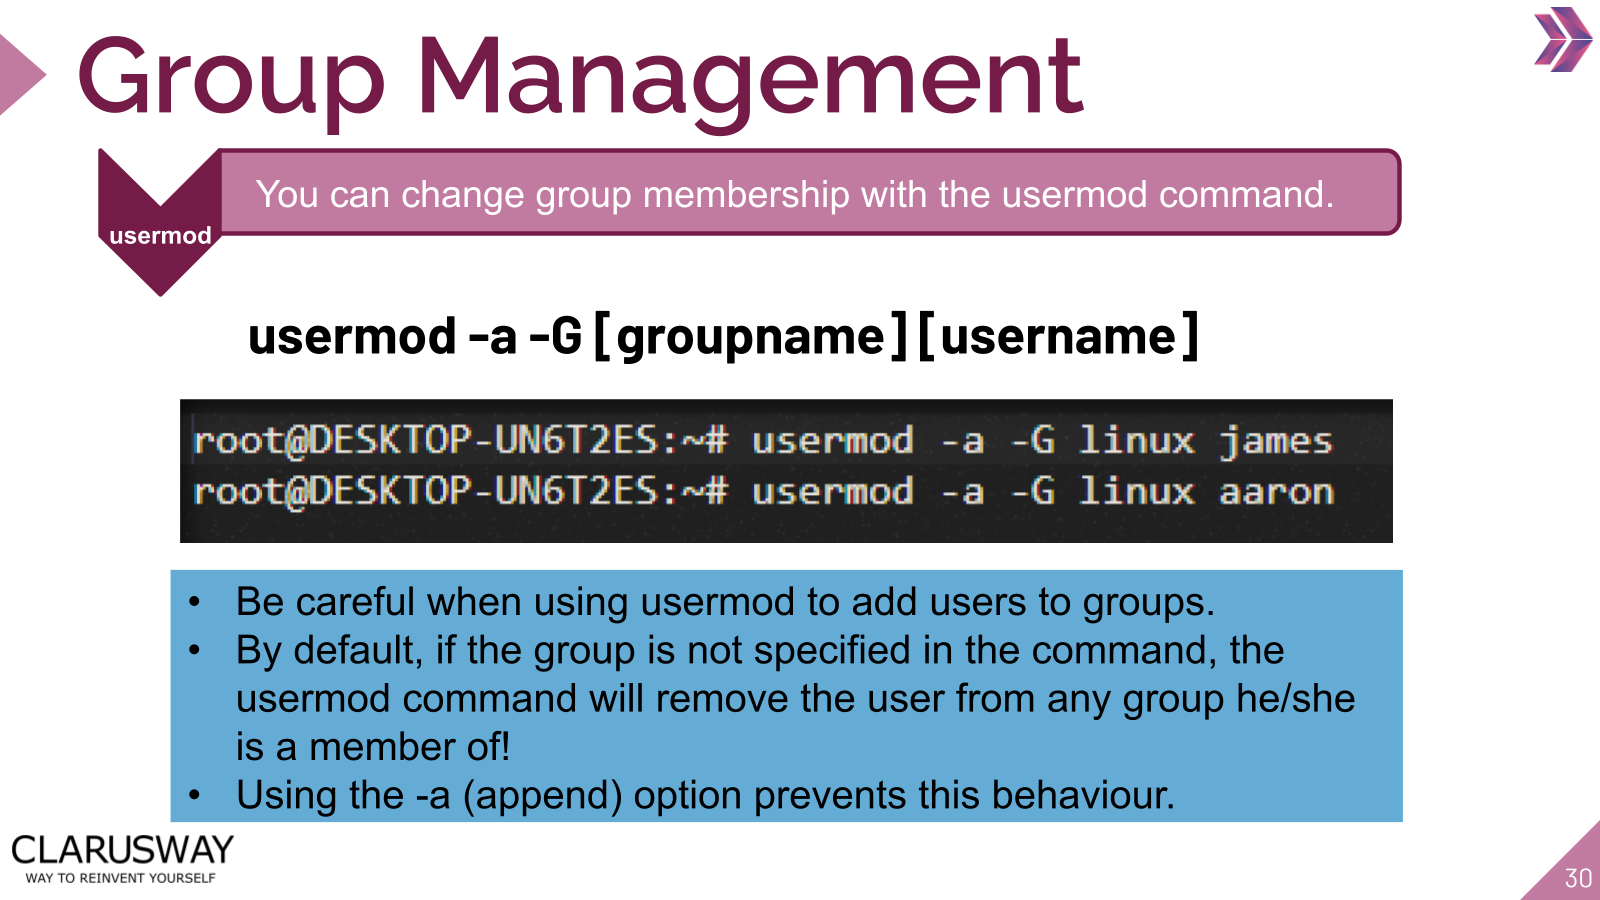 Group Management
You can change group membership with the usermod command.
usermod
usermod -a -G [groupname] [username]
root@DESKTOP-UN6T2ES:~# usermod -a -G linux james
root@DESKTOP-UN6T2ES:~# usermod -a -G linux aaron
• Be careful when using usermod to add users to groups.
• By default, if the group is not specified in the command, the
usermod command will remove the user from any group he/she
is a member of!
• Using the -a (append) option prevents this behaviour.
CLARUSWAY
WAY TO REINVENT YOURSELF
30